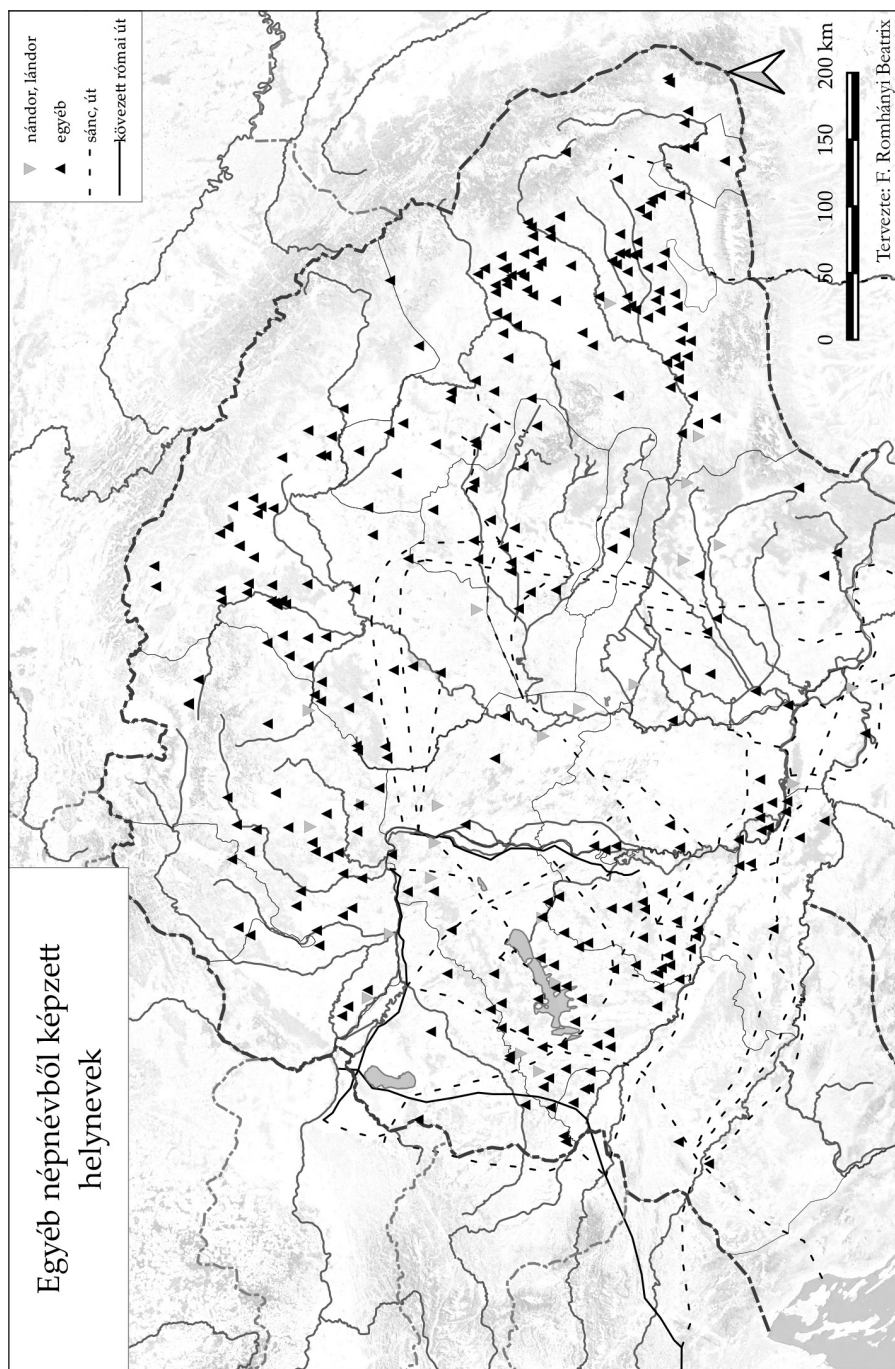 Egyéb népnévből képzett
helynevek
nándor, lándor
egyéb
sánc, út
kövezett római út
0 50 100 150 200 km
Tervezte: F. Romhányi Beatrix